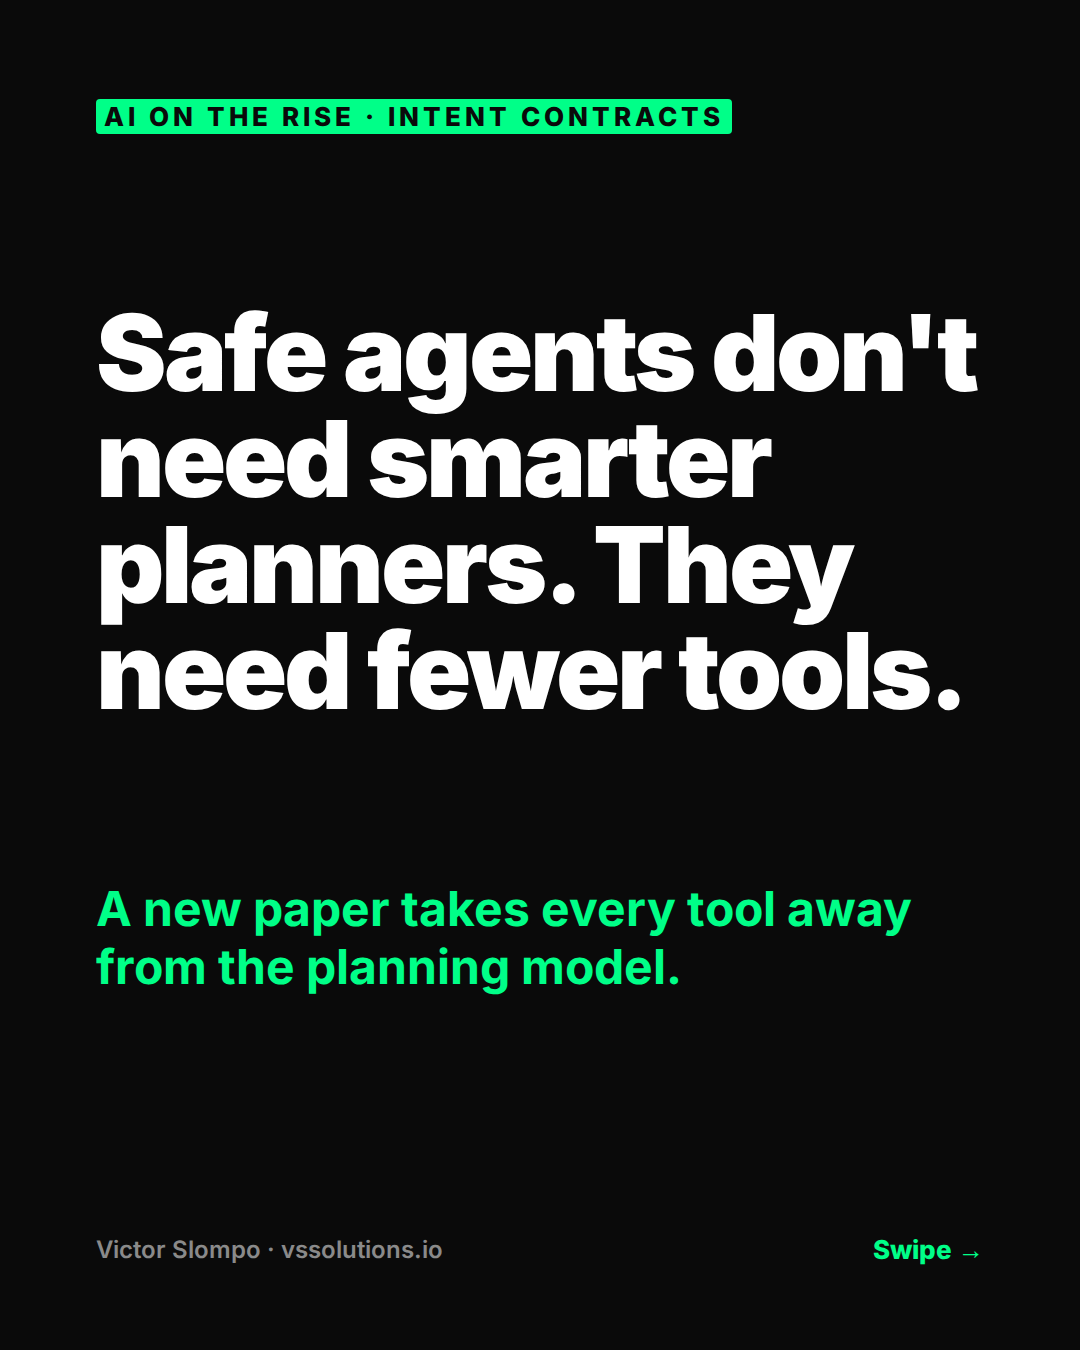 AI ON THE RISE · INTENT CONTRACTS
Safe agents don't
need smarter
planners. They
need fewer tools.
A new paper takes every tool away
from the planning model.
Victor Slompo · vssolutions.io
Swipe →